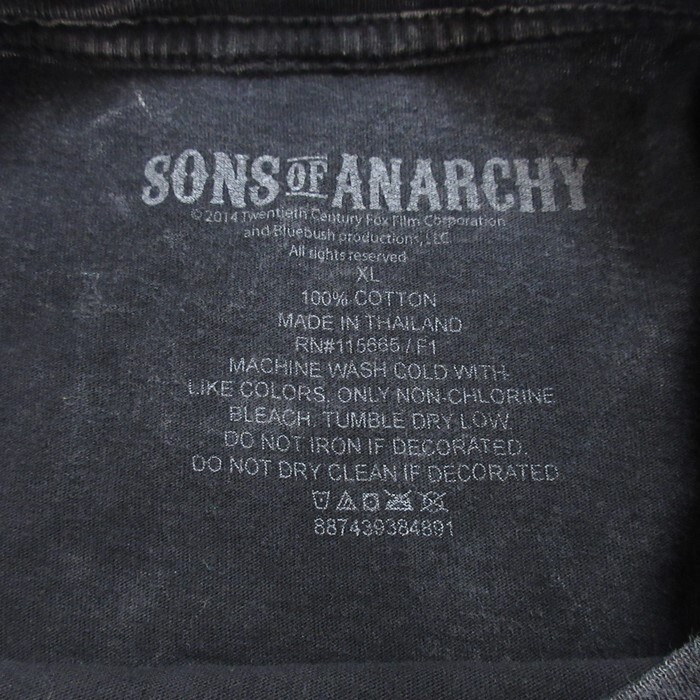 SONS OF ANARCHY
© 2014 Twentieth Century Fox Film Corporation
and Bluebush productions, LLC
All rights reserved
XL
100% COTTON
MADE IN THAILAND
RN#115665 / F1
MACHINE WASH COLD WITH
LIKE COLORS. ONLY NON-CHLORINE
BLEACH. TUMBLE DRY LOW.
DO NOT IRON IF DECORATED.
DO NOT DRY CLEAN IF DECORATED
887439384891